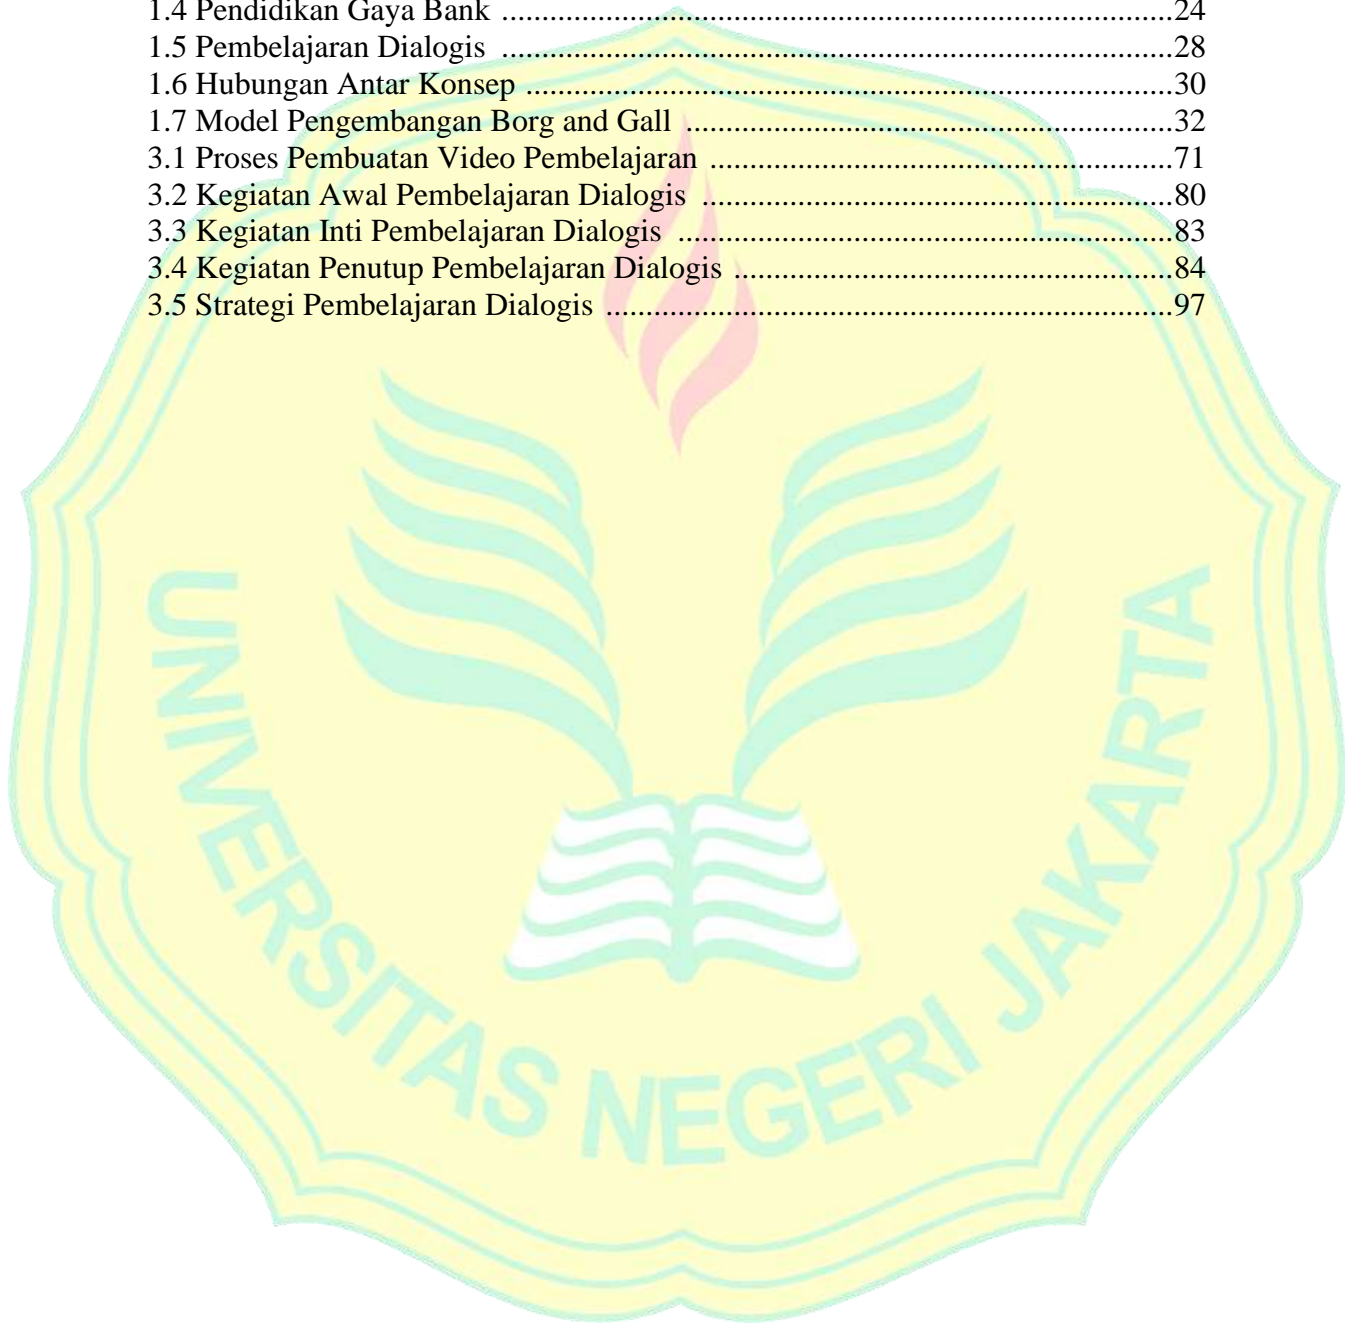 1.4 Pendidikan Gaya Bank ................................................................................24
1.5 Pembelajaran Dialogis ................................................................................28
1.6 Hubungan Antar Konsep .............................................................................30
1.7 Model Pengembangan Borg and Gall .........................................................32
3.1 Proses Pembuatan Video Pembelajaran ......................................................71
3.2 Kegiatan Awal Pembelajaran Dialogis .......................................................80
3.3 Kegiatan Inti Pembelajaran Dialogis ..........................................................83
3.4 Kegiatan Penutup Pembelajaran Dialogis ...................................................84
3.5 Strategi Pembelajaran Dialogis ...................................................................97
UNIVERSITAS NEGERI JAKARTA